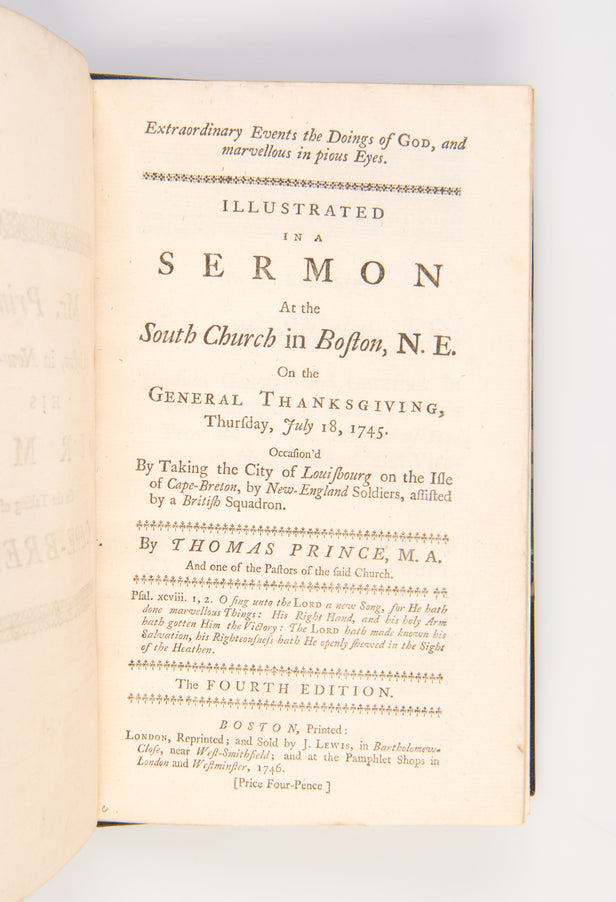 Extraordinary Events the Doings of GOD, and
marvellous in pious Eyes.
ILLUSTRATED
IN A
SERMON
At the
South Church in Boſton, N. E.
On the
GENERAL THANKSGIVING,
Thurſday, July 18, 1745.
Occaſion'd
By Taking the City of Louiſbourg on the Iſle
of Cape-Breton, by New-England Soldiers, aſſiſted
by a Britiſh Squadron.
By THOMAS PRINCE, M. A.
And one of the Paſtors of the ſaid Church.
Pſal. xcviii. 1, 2. O ſing unto the LORD a new Song, for He hath
done marvellous Things: His Right Hand, and his holy Arm
hath gotten Him the Victory: The LORD hath made known his
Salvation, his Righteouſneſs hath He openly ſhewed in the Sight
of the Heathen.
The FOURTH EDITION.
BOSTON, Printed:
LONDON, Reprinted; and Sold by J. LEWIS, in Bartholomew-
Cloſe, near Weſt-Smithfield; and at the Pamphlet Shops in
London and Weſtminſter, 1746.
[Price Four-Pence]